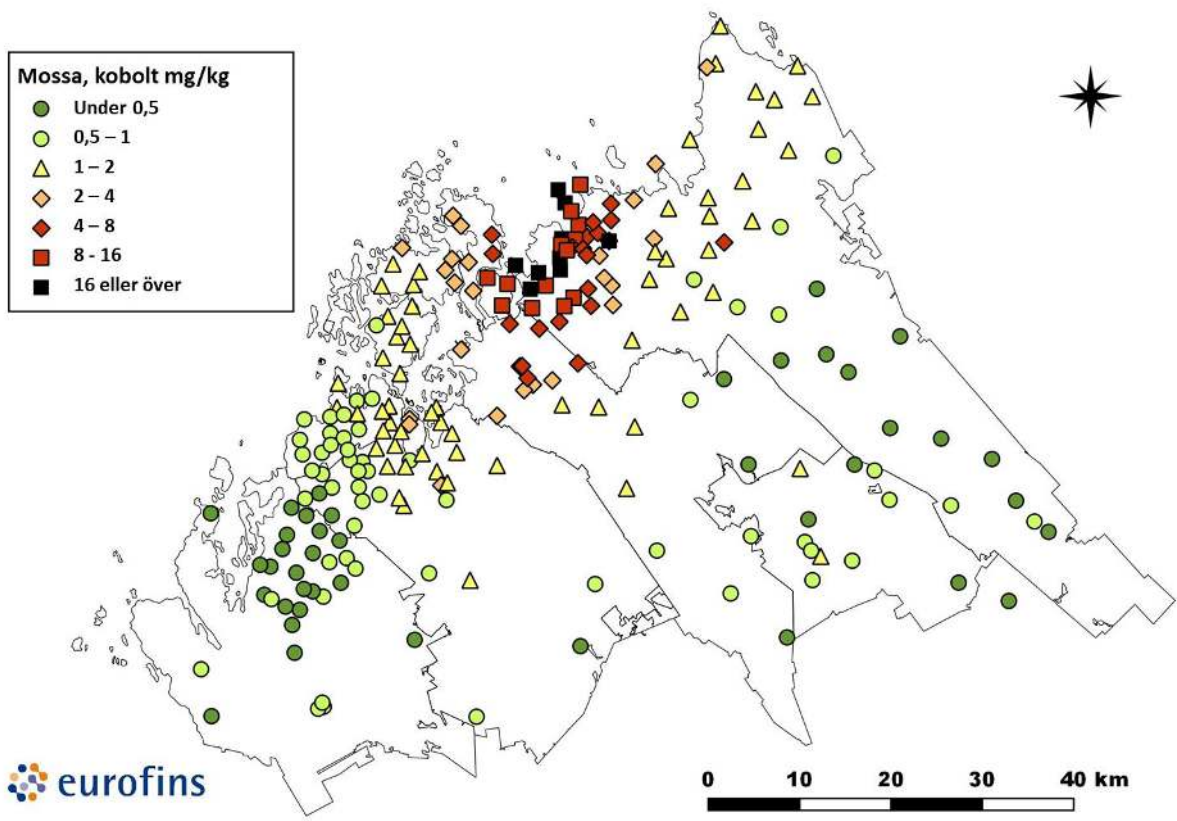 Mossa, kobolt mg/kg
Under 0,5
0,5 – 1
1 – 2
2 – 4
4 – 8
8 - 16
16 eller över
eurofins
0 10 20 30 40 km